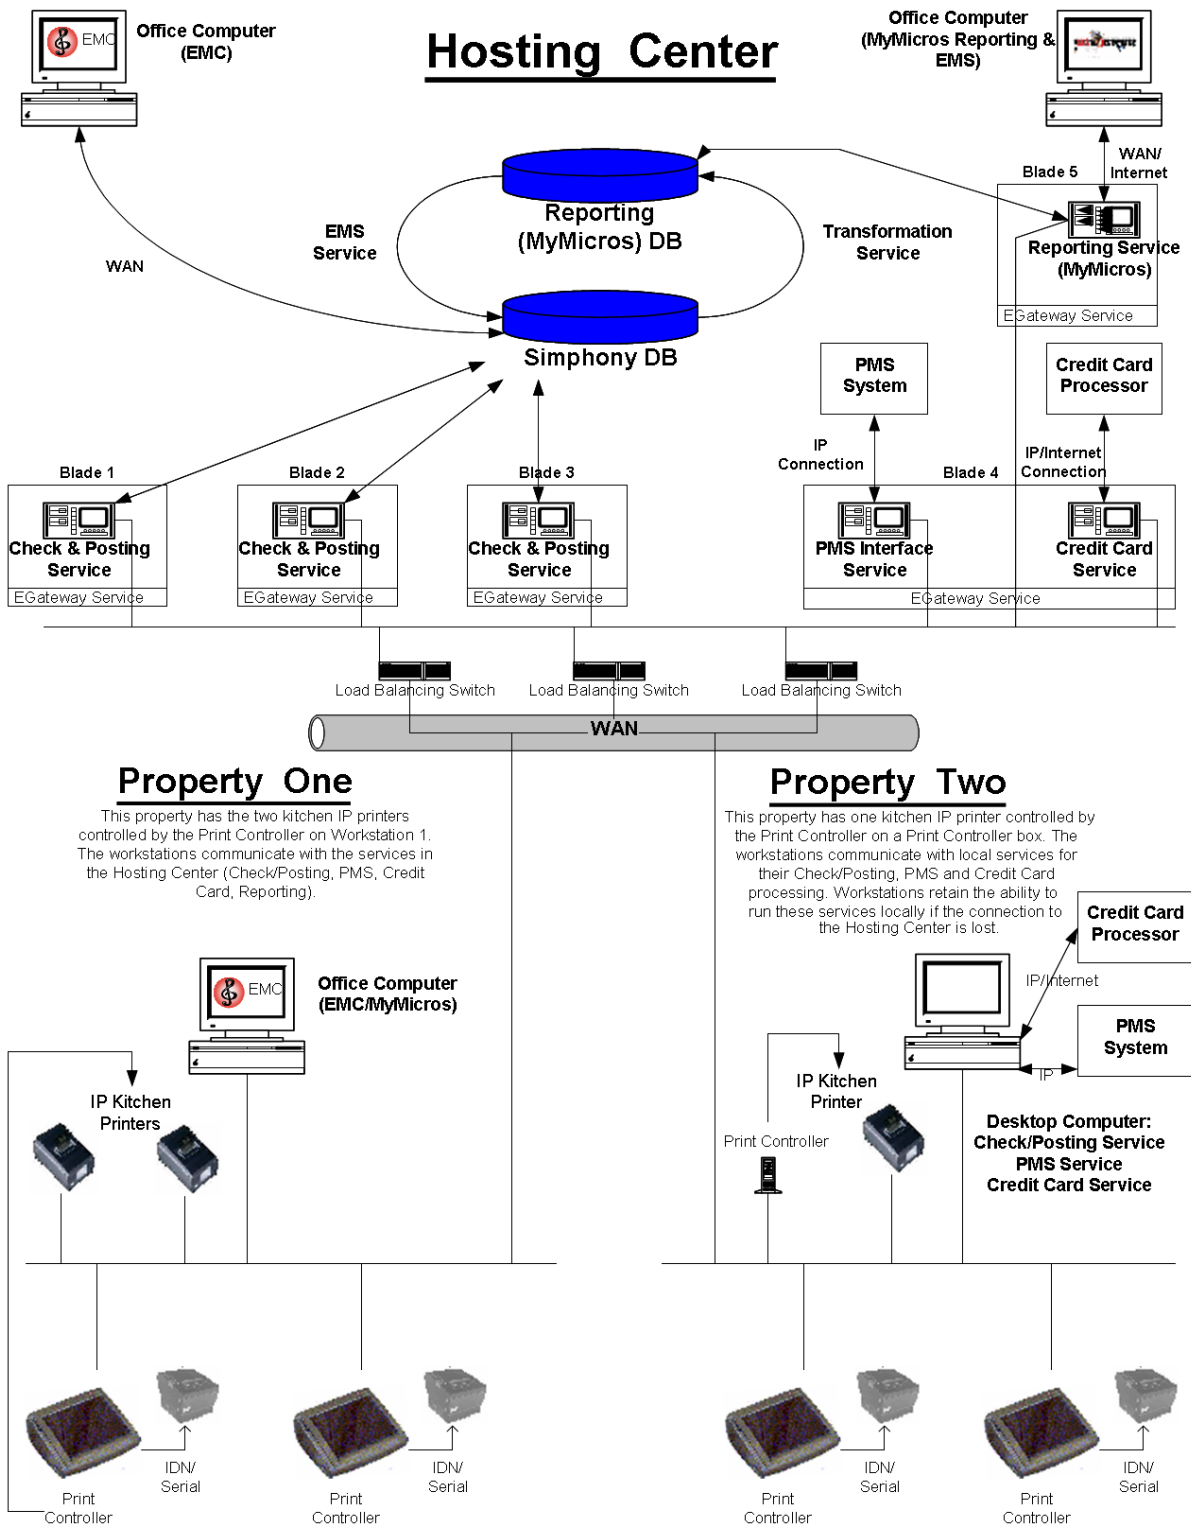 EMC
Office Computer
(EMC)
Hosting Center
Office Computer
(MyMicros Reporting &
EMS)
WAN/
Internet
Blade 5
Reporting
(MyMicros) DB
EMS
Service
Transformation
Service
Reporting Service
(MyMicros)
WAN
EGateway Service
Simphony DB
PMS
System
Credit Card
Processor
IP
Connection
IP/Internet
Connection
Blade 1
Blade 2
Blade 3
Blade 4
Check & Posting
Service
EGateway Service
Check & Posting
Service
EGateway Service
Check & Posting
Service
EGateway Service
PMS Interface
Service
Credit Card
Service
EGateway Service
Load Balancing Switch
Load Balancing Switch
Load Balancing Switch
WAN
Property One
This property has the two kitchen IP printers
controlled by the Print Controller on Workstation 1.
The workstations communicate with the services in
the Hosting Center (Check/Posting, PMS, Credit
Card, Reporting).
Property Two
This property has one kitchen IP printer controlled by
the Print Controller on a Print Controller box. The
workstations communicate with local services for
their Check/Posting, PMS and Credit Card
processing. Workstations retain the ability to
run these services locally if the connection to
the Hosting Center is lost.
Credit Card
Processor
IP/Internet
PMS
System
IP
EMC
Office Computer
(EMC/MyMicros)
IP Kitchen
Printers
IP Kitchen
Printer
Print Controller
Desktop Computer:
Check/Posting Service
PMS Service
Credit Card Service
IDN/
Serial
Print
Controller
IDN/
Serial
Print
Controller
IDN/
Serial
Print
Controller
IDN/
Serial
Print
Controller